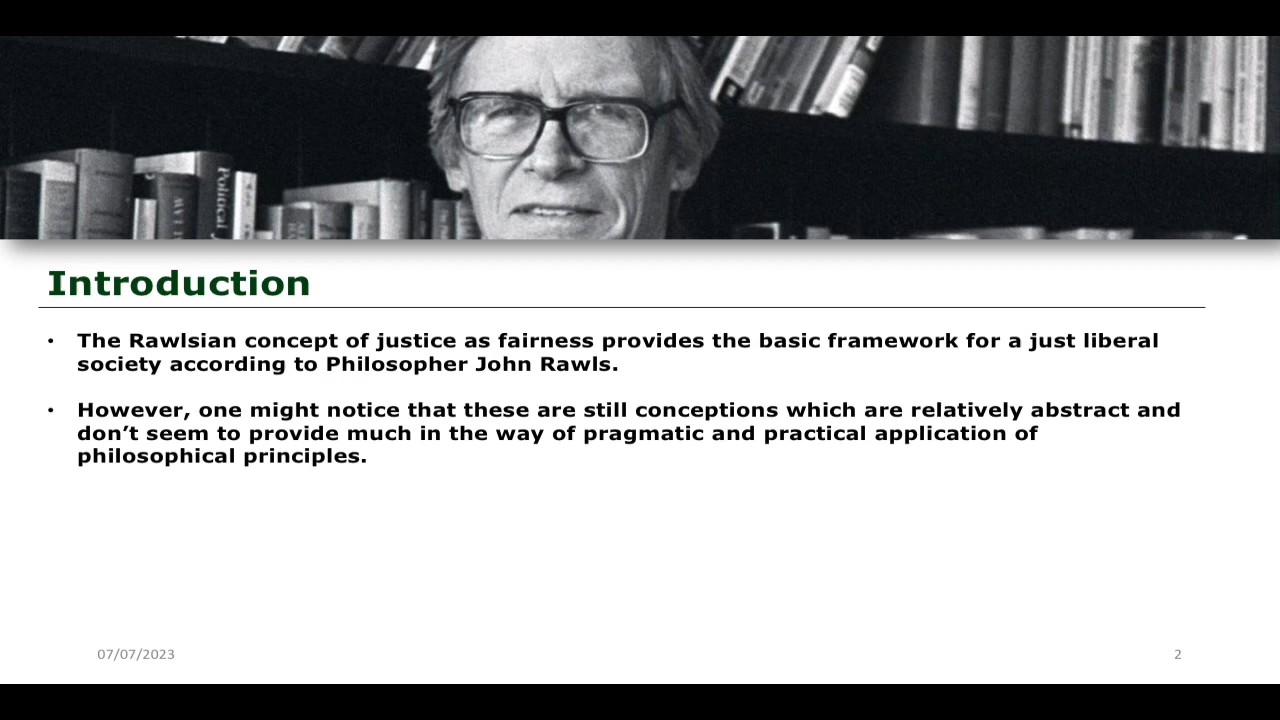 Political
LAW
Introduction
• The Rawlsian concept of justice as fairness provides the basic framework for a just liberal
society according to Philosopher John Rawls.
• However, one might notice that these are still conceptions which are relatively abstract and
don’t seem to provide much in the way of pragmatic and practical application of
philosophical principles.
07/07/2023
2